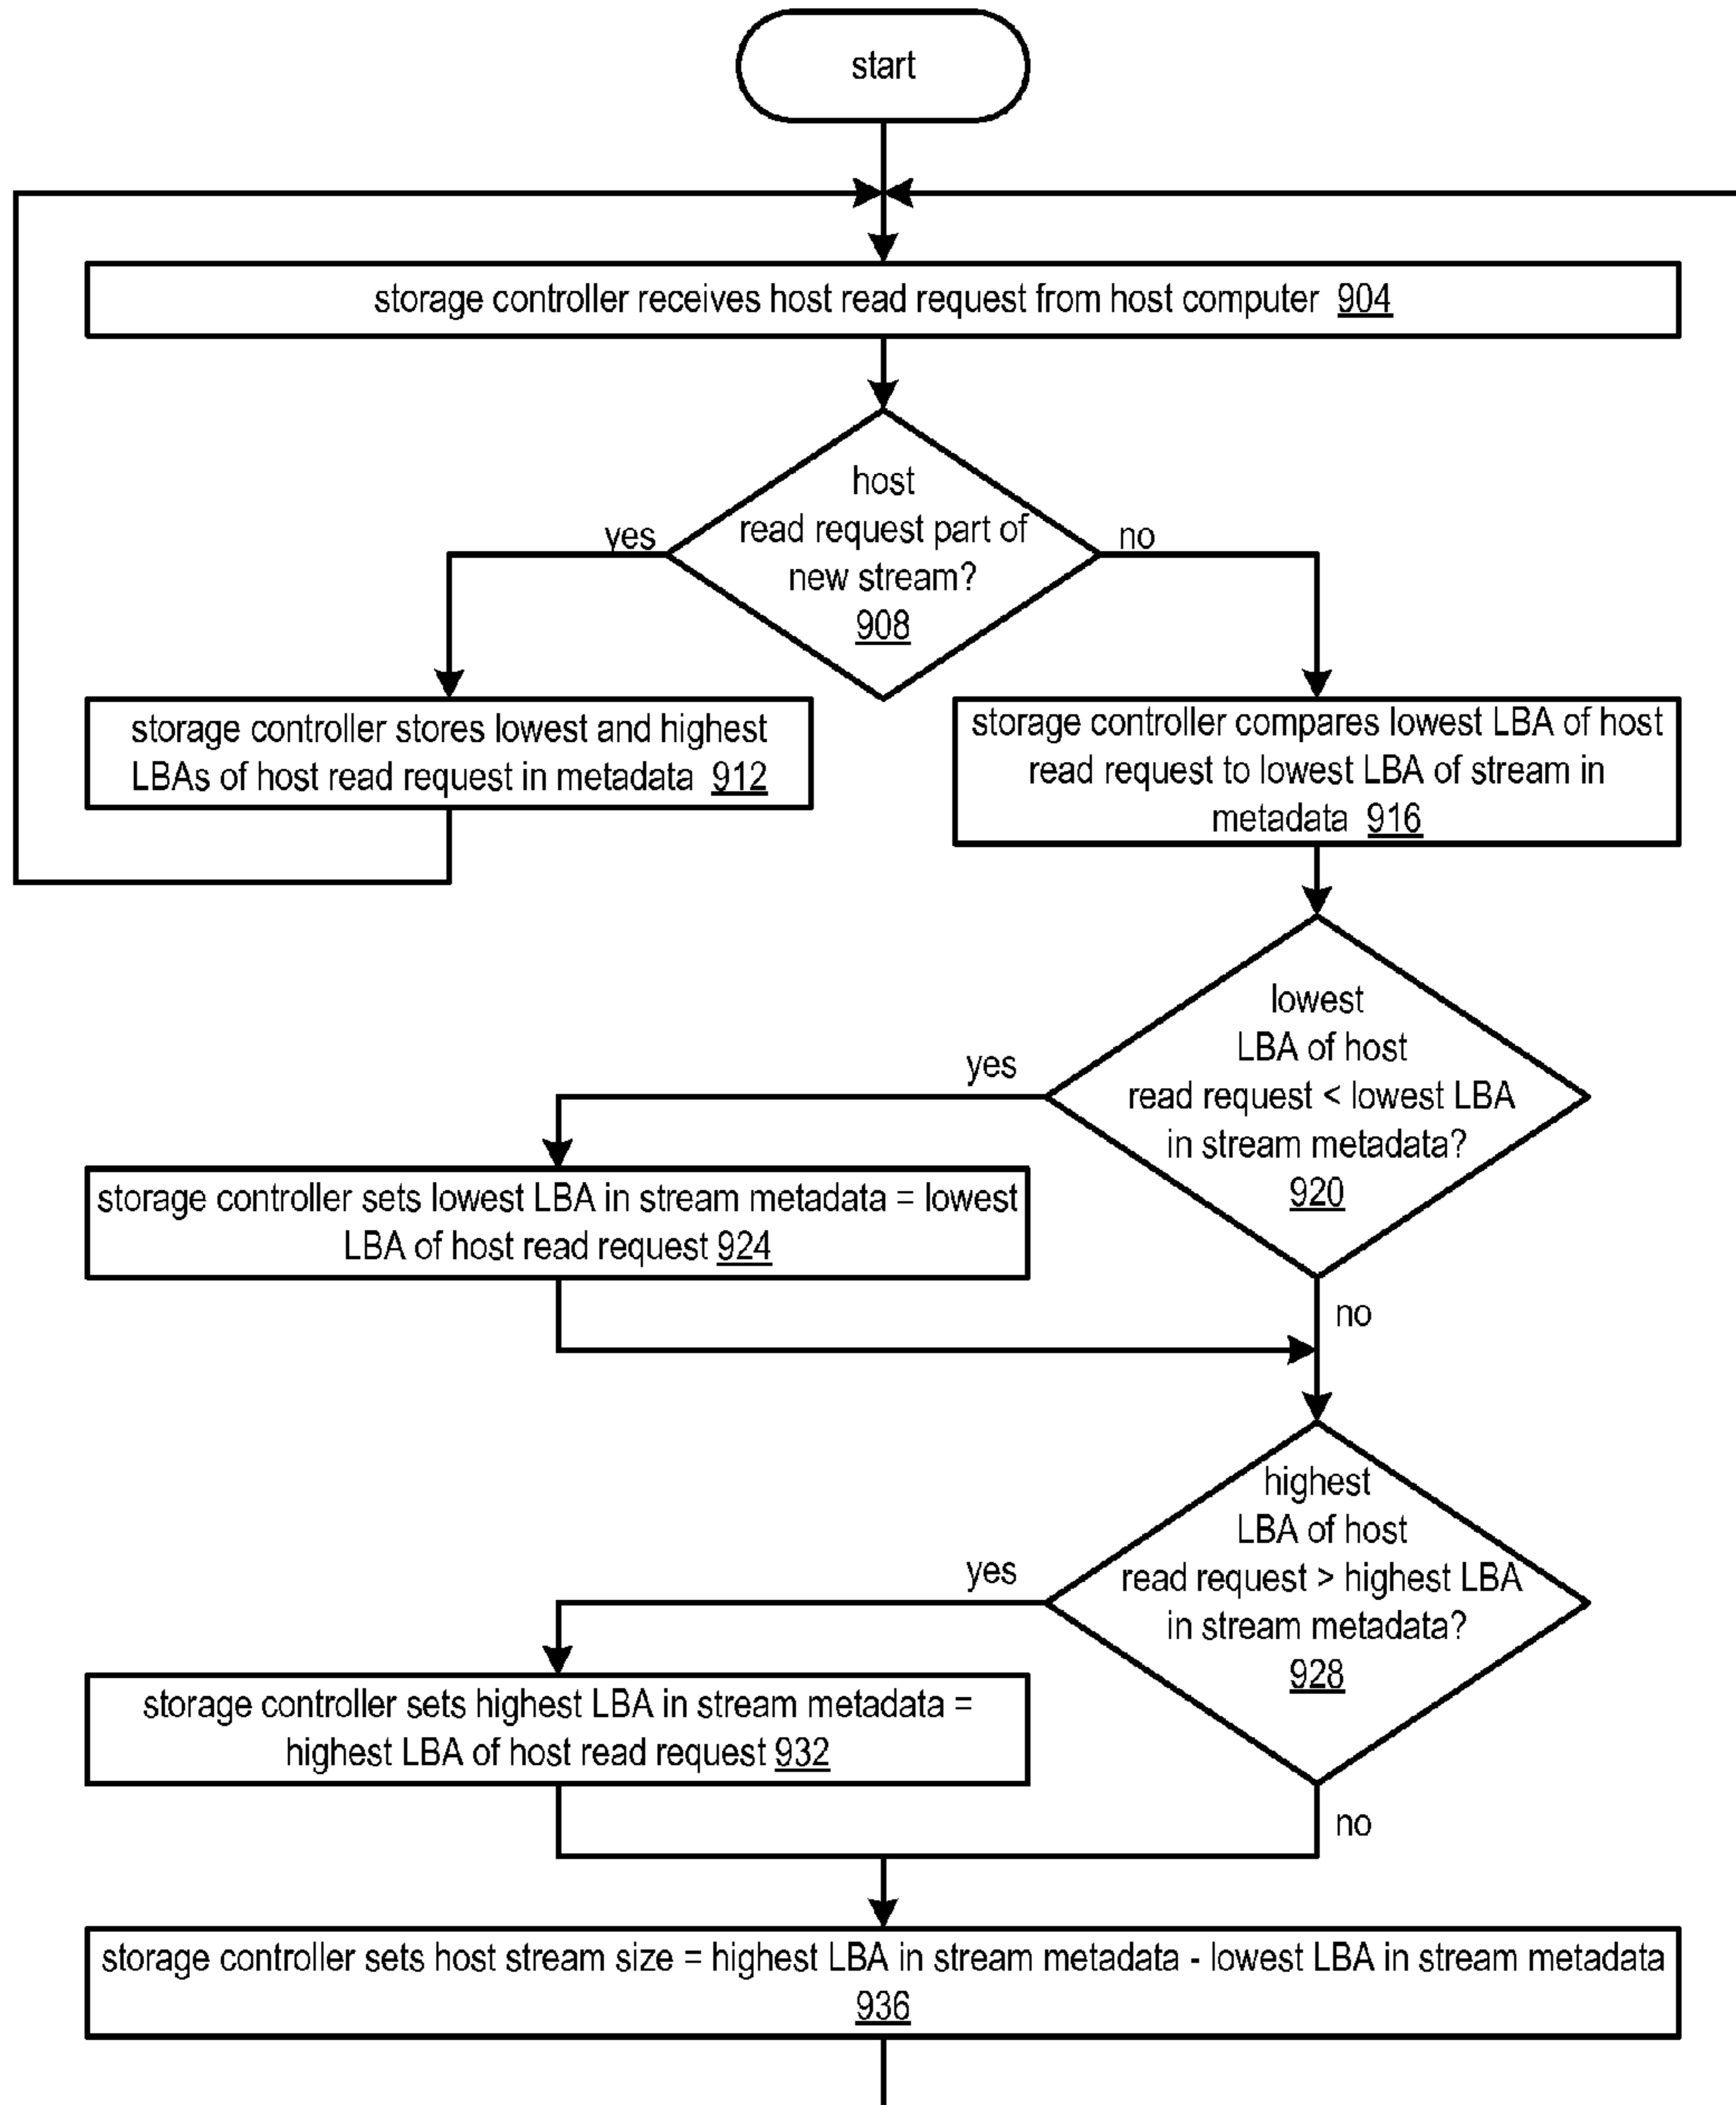 start
storage controller receives host read request from host computer 904
host
read request part of
new stream?
908
yes
no
storage controller stores lowest and highest
LBAs of host read request in metadata 912
storage controller compares lowest LBA of host
read request to lowest LBA of stream in
metadata 916
lowest
LBA of host
read request < lowest LBA
in stream metadata?
920
yes
storage controller sets lowest LBA in stream metadata = lowest
LBA of host read request 924
no
highest
LBA of host
read request > highest LBA
in stream metadata?
928
yes
storage controller sets highest LBA in stream metadata =
highest LBA of host read request 932
no
storage controller sets host stream size = highest LBA in stream metadata - lowest LBA in stream metadata
936